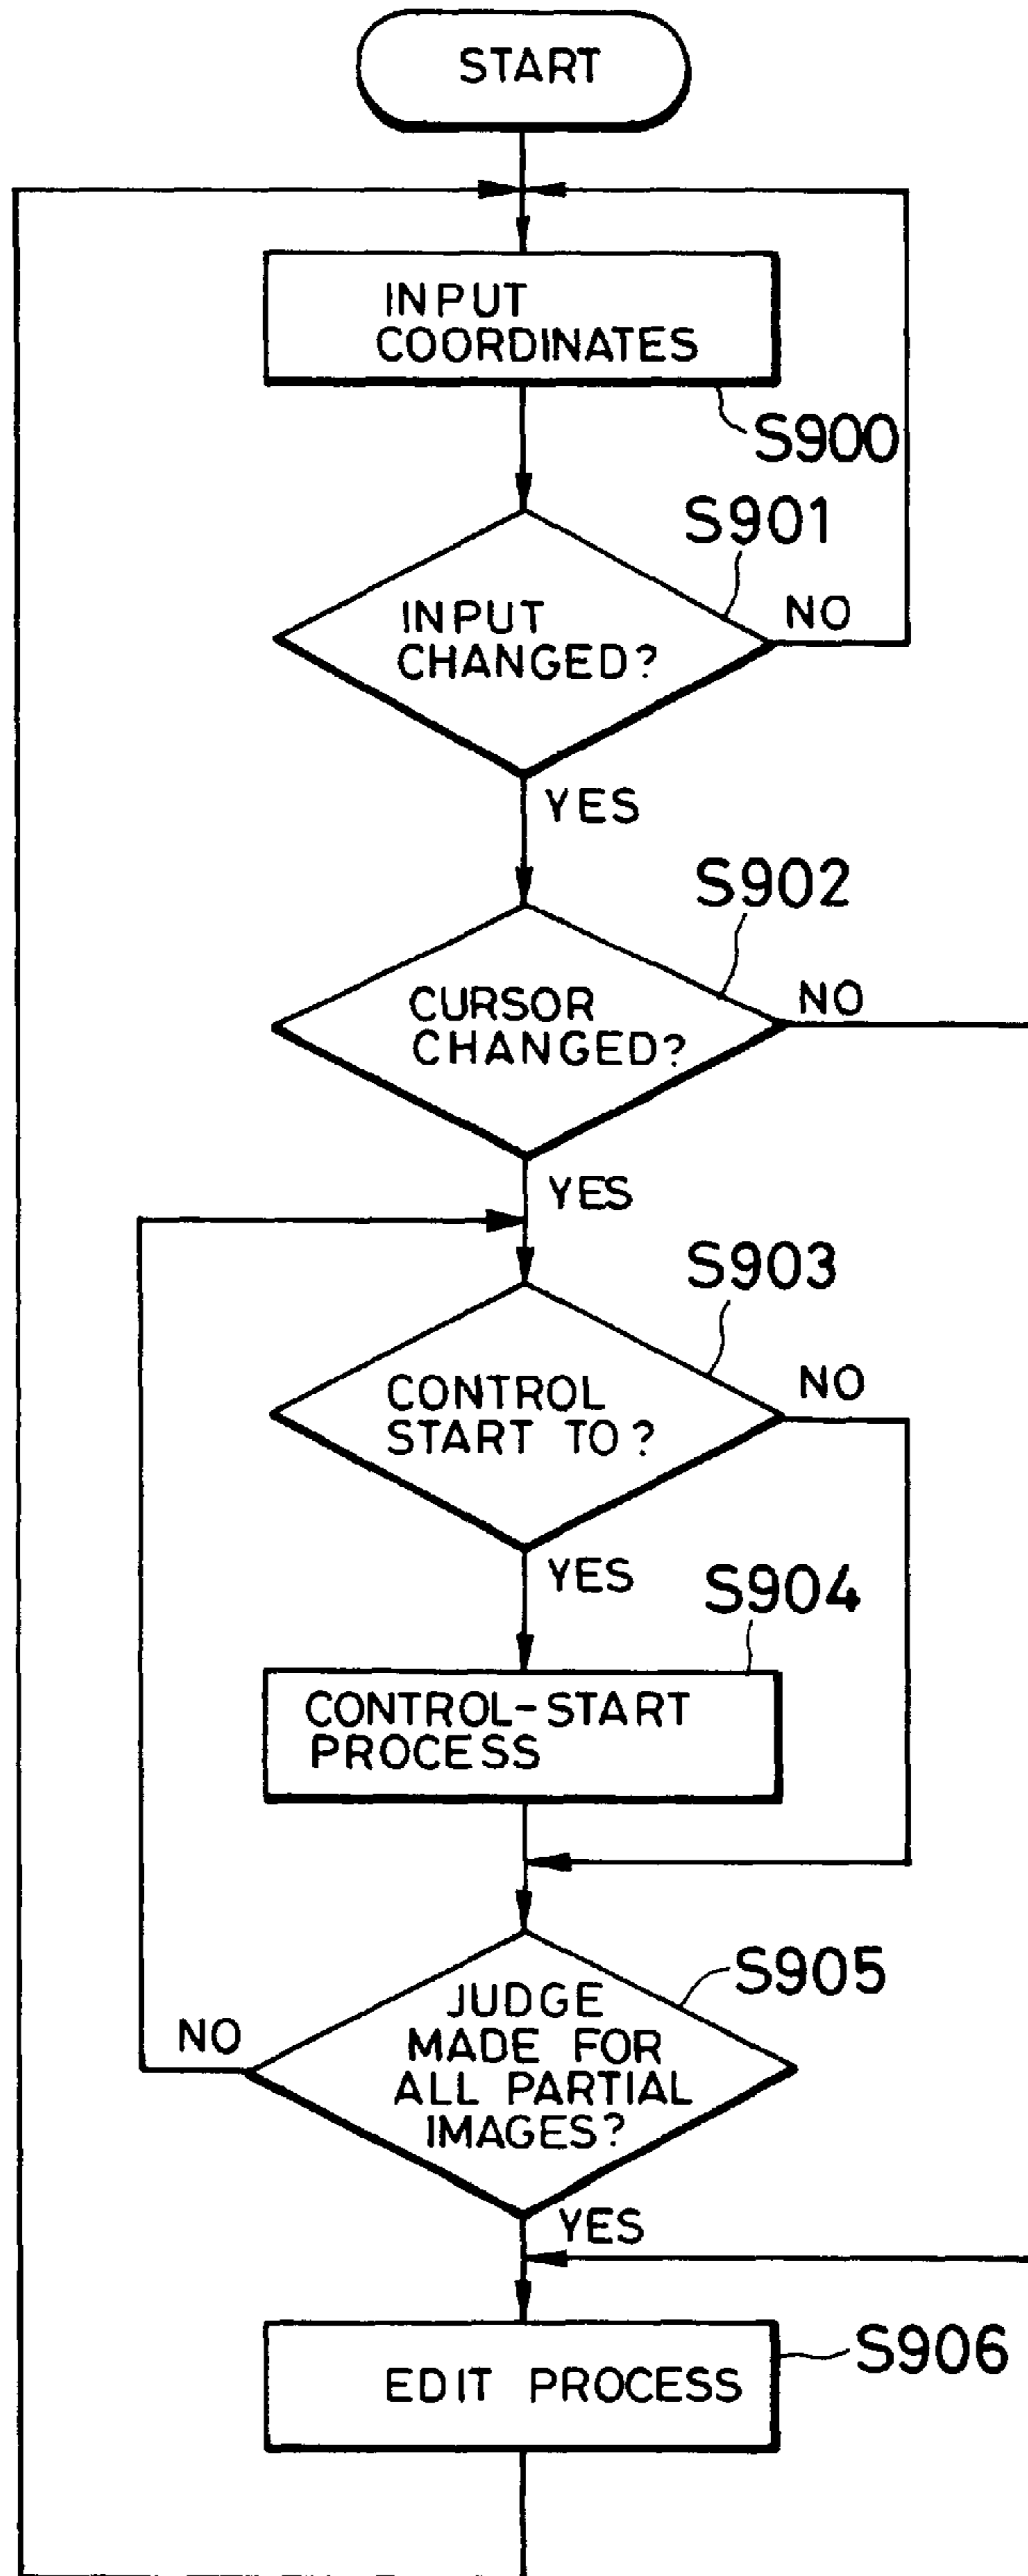 START
INPUT
COORDINATES
S900
S901
INPUT
CHANGED?
NO
YES
S902
CURSOR
CHANGED?
NO
YES
S903
CONTROL
START TO?
NO
YES
S904
CONTROL-START
PROCESS
S905
JUDGE
MADE FOR
ALL PARTIAL
IMAGES?
NO
YES
S906
EDIT PROCESS